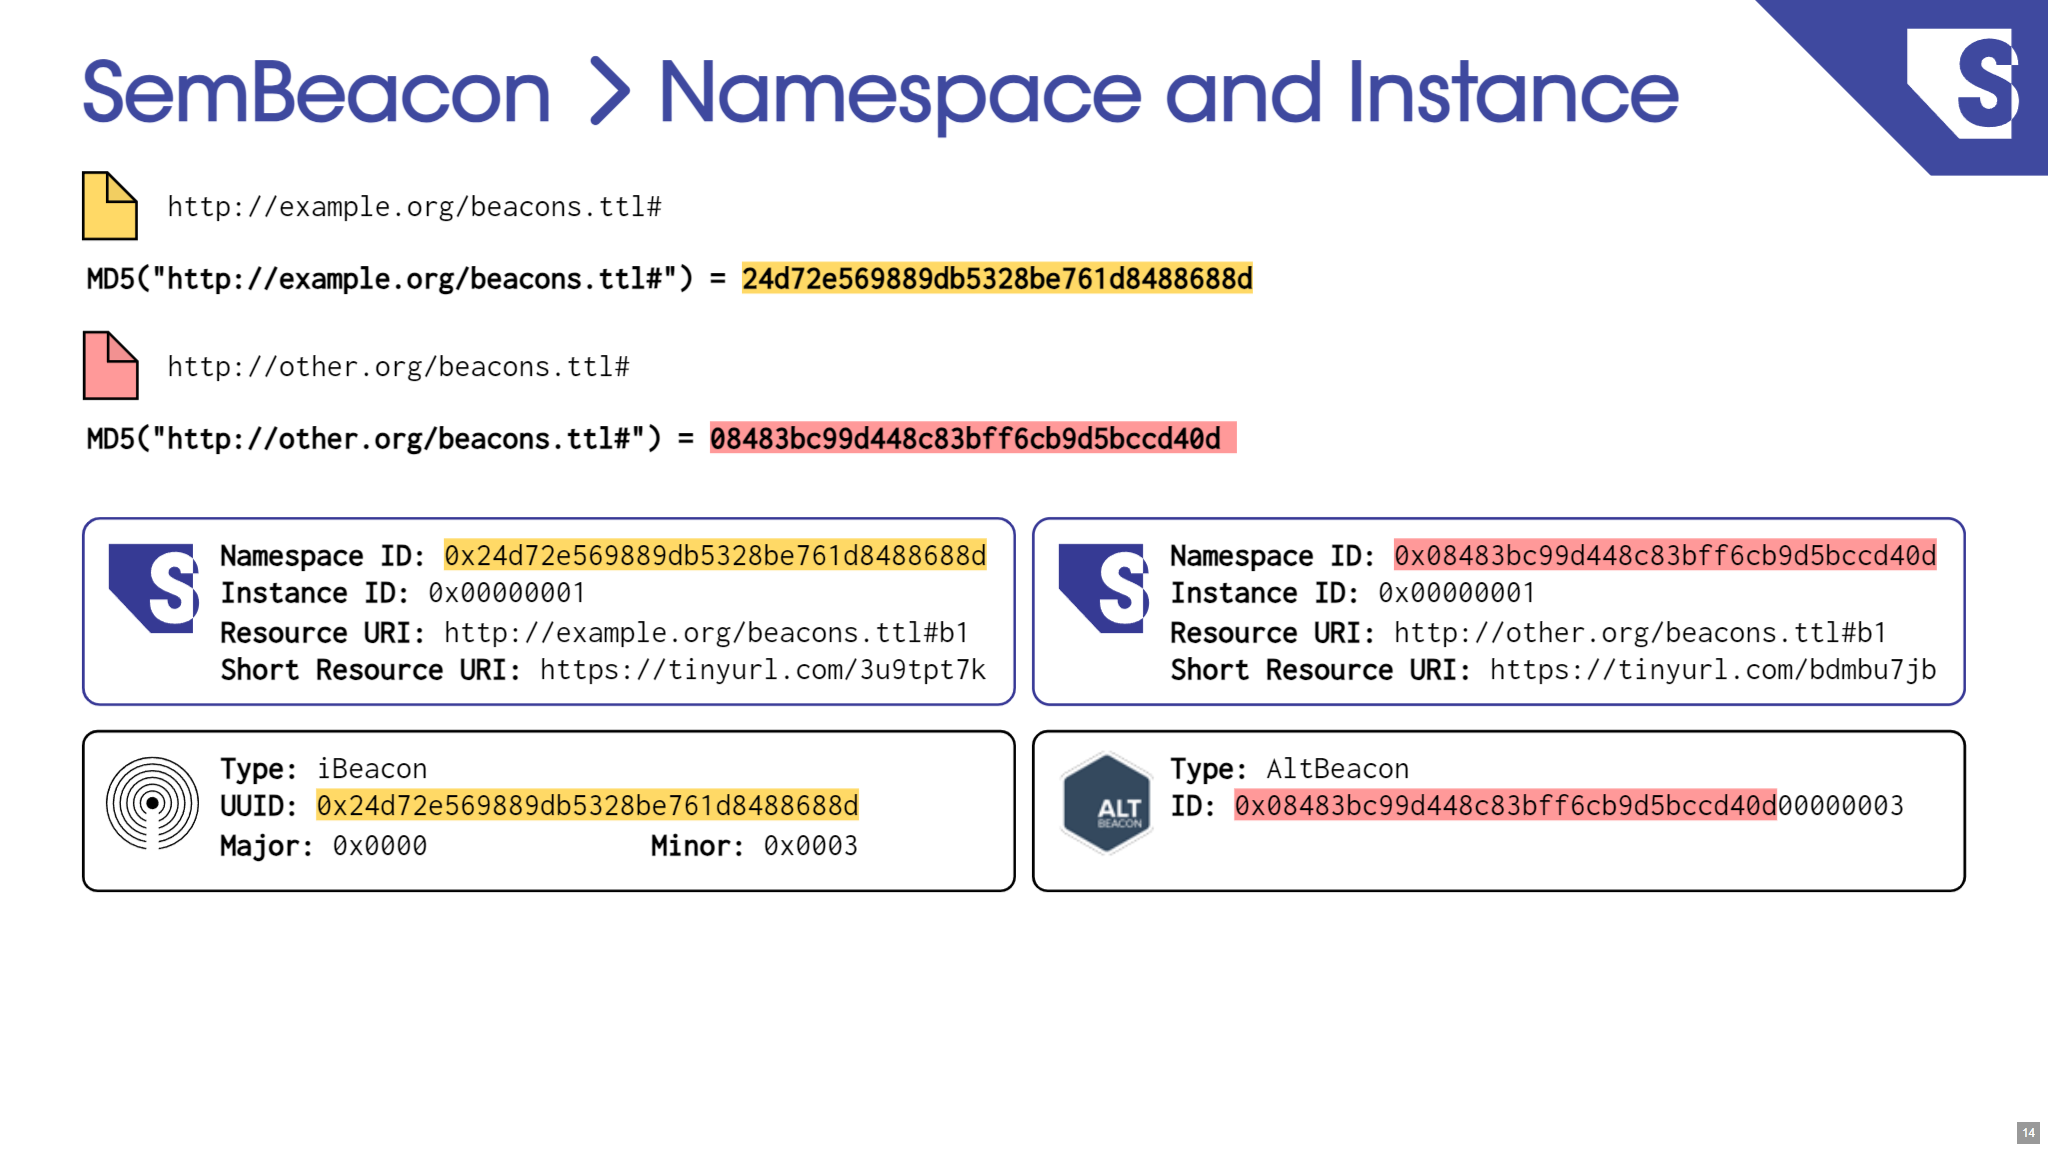 SemBeacon > Namespace and Instance
S
http://example.org/beacons.ttl#
MD5("http://example.org/beacons.ttl#") = 24d72e569889db5328be761d8488688d
http://other.org/beacons.ttl#
MD5("http://other.org/beacons.ttl#") = 08483bc99d448c83bff6cb9d5bccd40d
S
Namespace ID: 0x24d72e569889db5328be761d8488688d
Instance ID: 0x00000001
Resource URI: http://example.org/beacons.ttl#b1
Short Resource URI: https://tinyurl.com/3u9tpt7k
S
Namespace ID: 0x08483bc99d448c83bff6cb9d5bccd40d
Instance ID: 0x00000001
Resource URI: http://other.org/beacons.ttl#b1
Short Resource URI: https://tinyurl.com/bdmbu7jb
Type: iBeacon
UUID: 0x24d72e569889db5328be761d8488688d
Major: 0x0000 Minor: 0x0003
ALT
BEACON
Type: AltBeacon
ID: 0x08483bc99d448c83bff6cb9d5bccd40d00000003
14